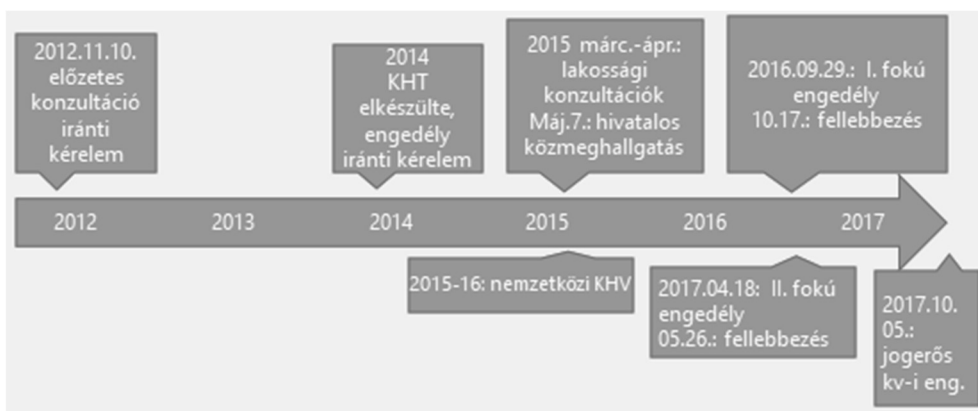 2012.11.10.
előzetes
konzultáció
iránti
kérelem
2014
KHT
elkészülte,
engedély
iránti kérelem
2015 márc.-ápr.:
lakossági
konzultációk
Máj.7.: hivatalos
közmeghallgatás
2016.09.29.: I. fokú
engedély
10.17.: fellebbezés
2012 2013 2014 2015 2016 2017
2015-16: nemzetközi KHV
2017.04.18: II. fokú
engedély
05.26.: fellebbezés
2017.10.
05.:
jogerős
kv-i eng.